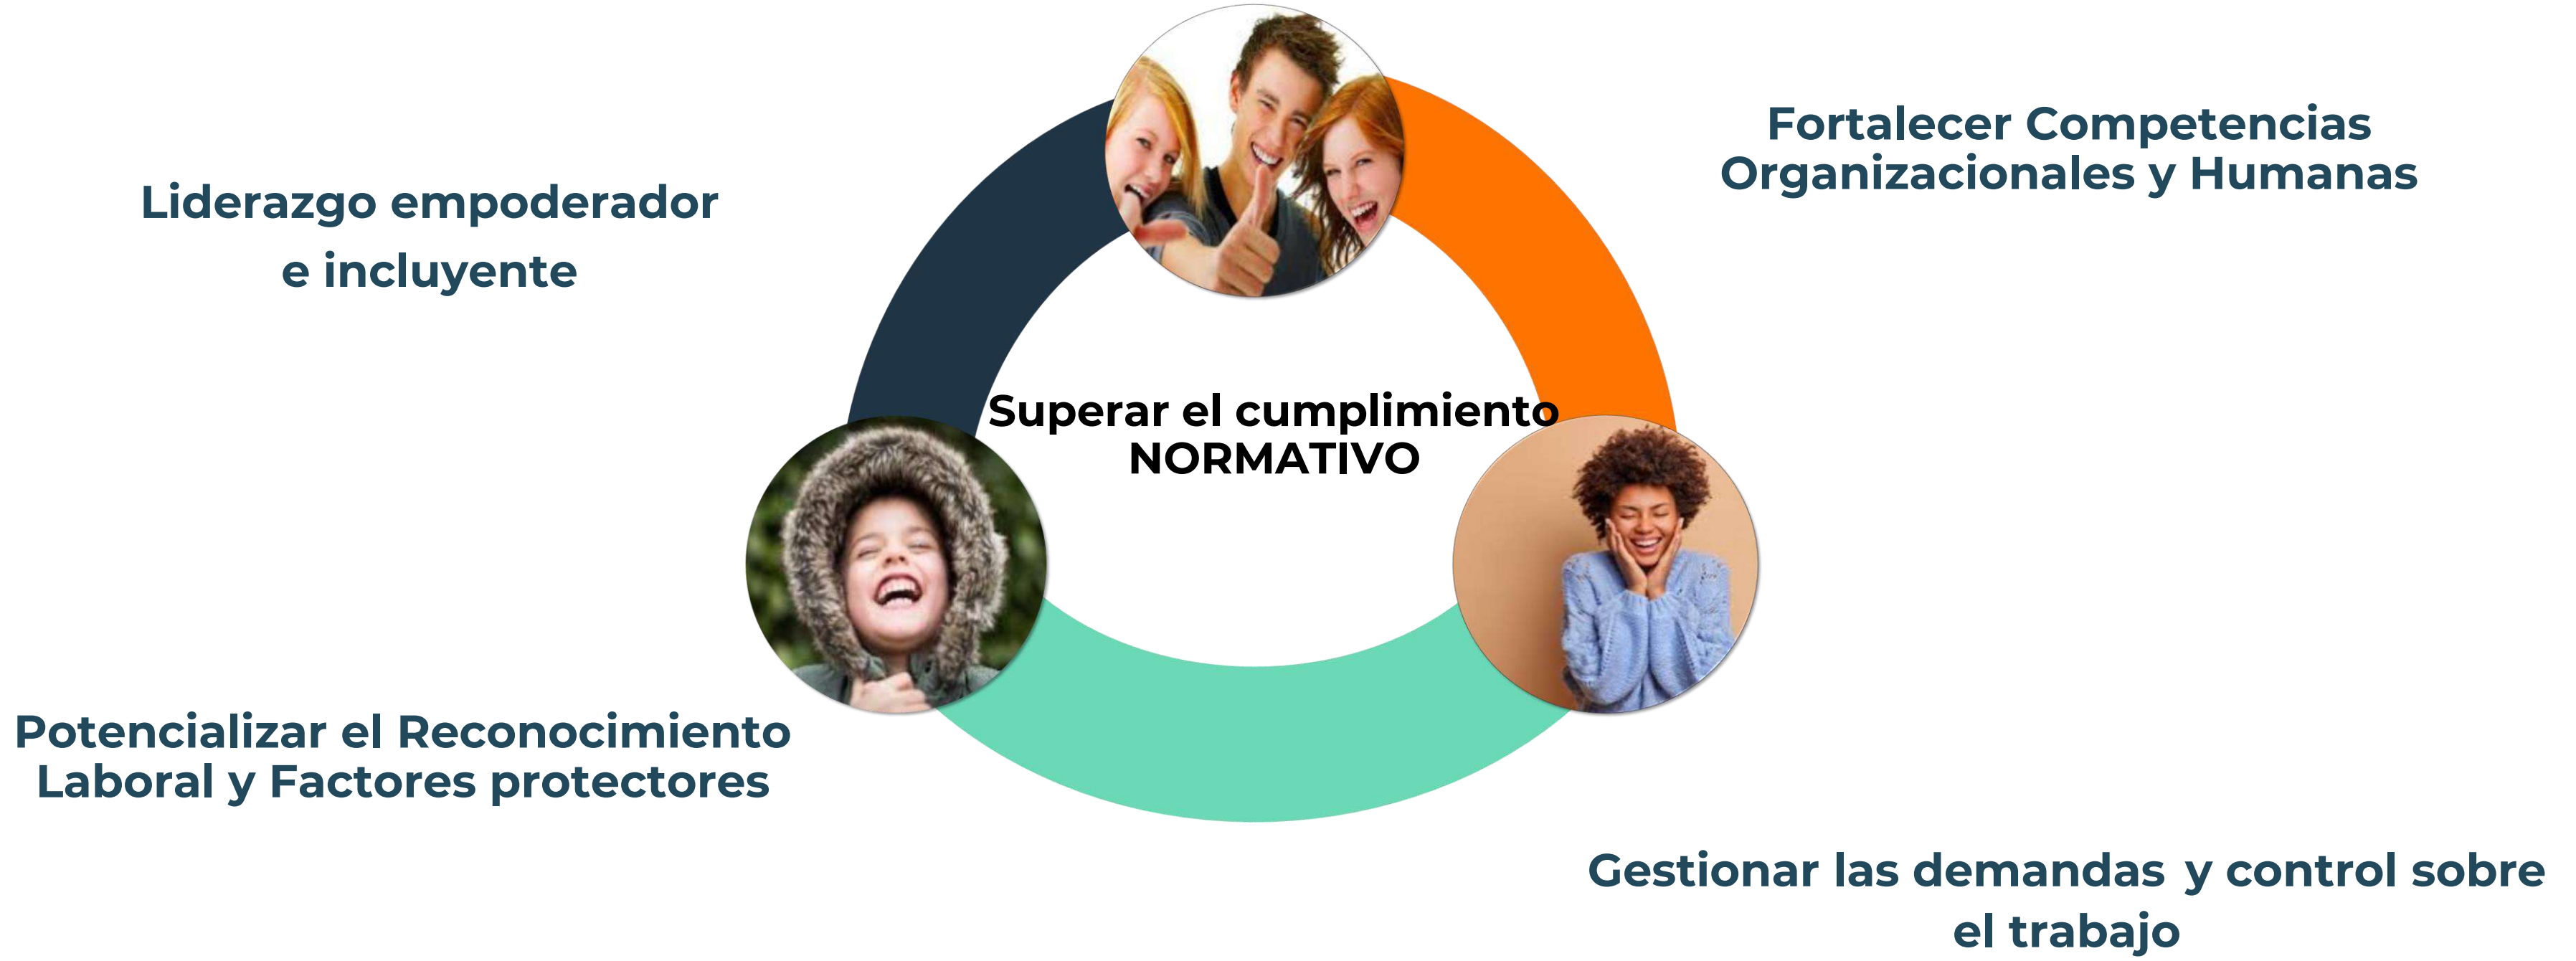 Liderazgo empoderador
e incluyente
Fortalecer Competencias
Organizacionales y Humanas
Superar el cumplimiento
NORMATIVO
Potencializar el Reconocimiento
Laboral y Factores protectores
Gestionar las demandas y control sobre
el trabajo